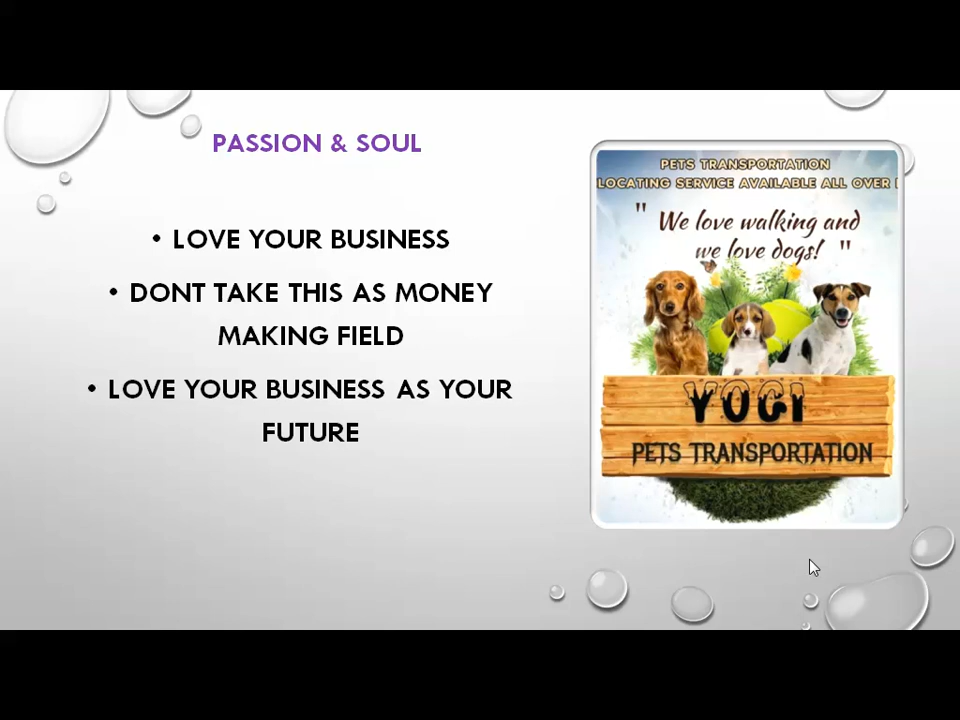 PASSION & SOUL
• LOVE YOUR BUSINESS
• DONT TAKE THIS AS MONEY
MAKING FIELD
• LOVE YOUR BUSINESS AS YOUR
FUTURE
PETS TRANSPORTATION
LOCATING SERVICE AVAILABLE ALL OVER
" We love walking and
we love dogs! "
YOGI
PETS TRANSPORTATION